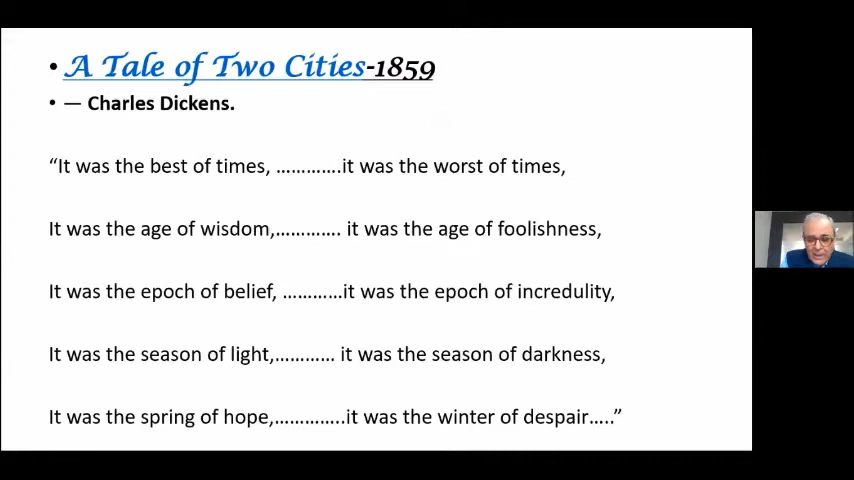 • A Tale of Two Cities-1859
• — Charles Dickens.
“It was the best of times, ………….it was the worst of times,
It was the age of wisdom,…………. it was the age of foolishness,
It was the epoch of belief, …………it was the epoch of incredulity,
It was the season of light,………… it was the season of darkness,
It was the spring of hope,…………..it was the winter of despair…..”